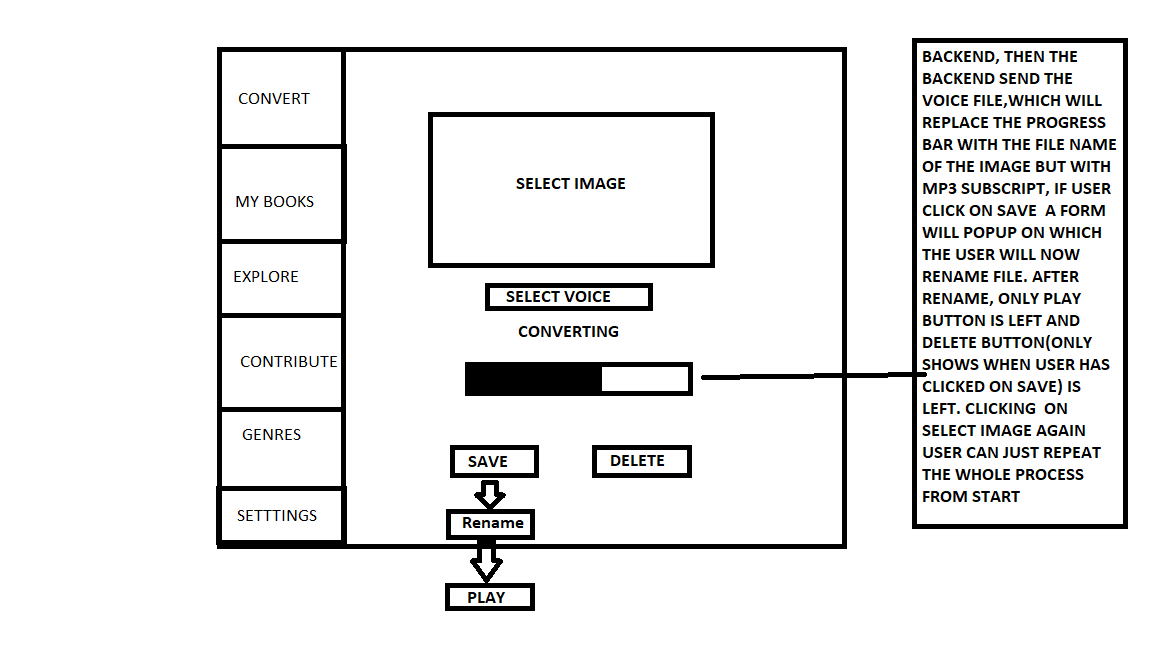 CONVERT
MY BOOKS
EXPLORE
CONTRIBUTE
GENRES
SETTTINGS
SELECT IMAGE
SELECT VOICE
CONVERTING
SAVE
DELETE
Rename
PLAY
BACKEND, THEN THE
BACKEND SEND THE
VOICE FILE,WHICH WILL
REPLACE THE PROGRESS
BAR WITH THE FILE NAME
OF THE IMAGE BUT WITH
MP3 SUBSCRIPT, IF USER
CLICK ON SAVE  A FORM
WILL POPUP ON WHICH
THE USER WILL NOW
RENAME FILE. AFTER
RENAME, ONLY PLAY
BUTTON IS LEFT AND
DELETE BUTTON(ONLY
SHOWS WHEN USER HAS
CLICKED ON SAVE) IS
LEFT. CLICKING  ON
SELECT IMAGE AGAIN
USER CAN JUST REPEAT
THE WHOLE PROCESS
FROM START